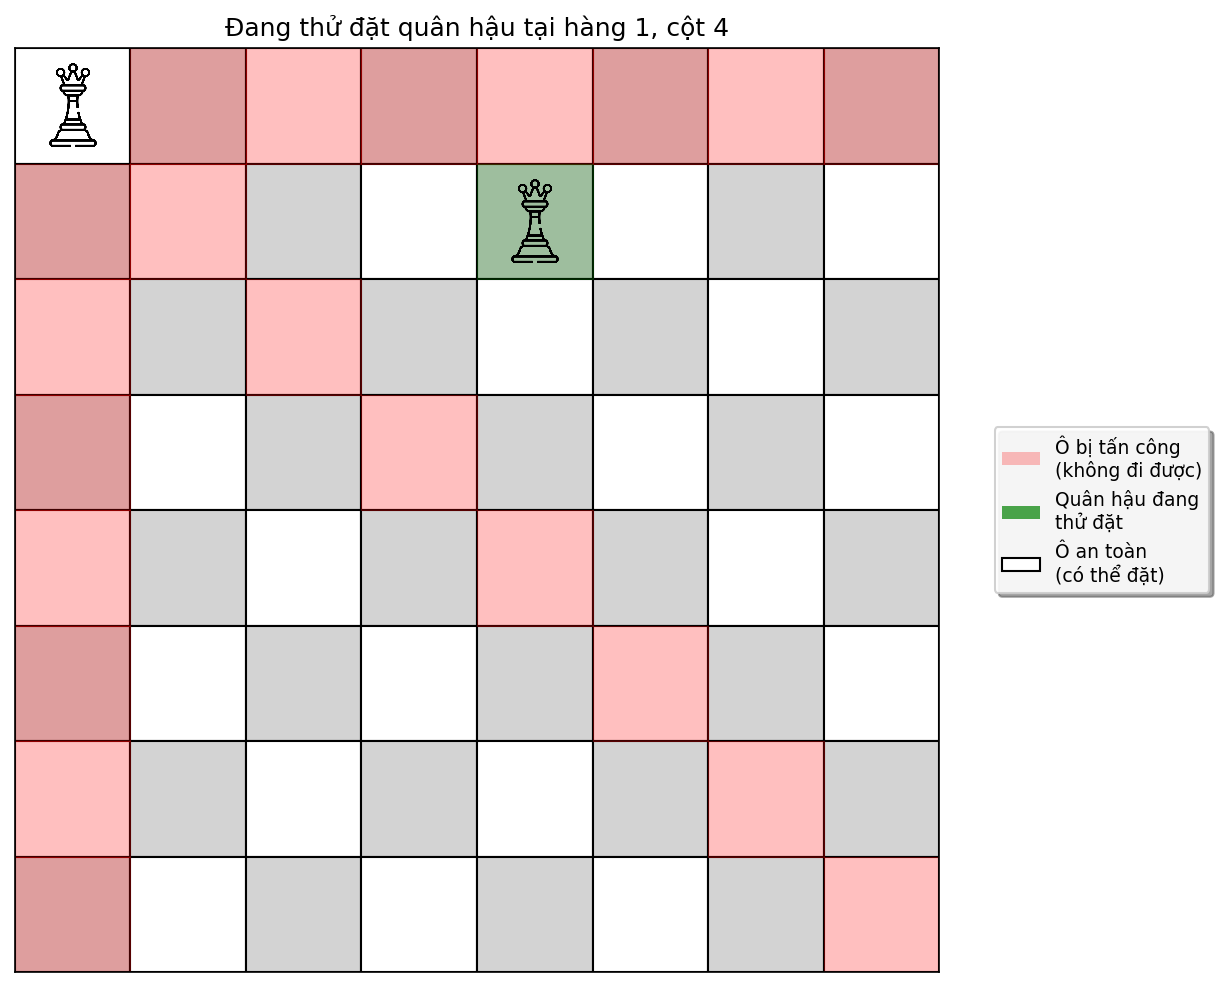 Đang thử đặt quân hậu tại hàng 1, cột 4
Ô bị tấn công
(không đi được)
Quân hậu đang
thử đặt
Ô an toàn
(có thể đặt)